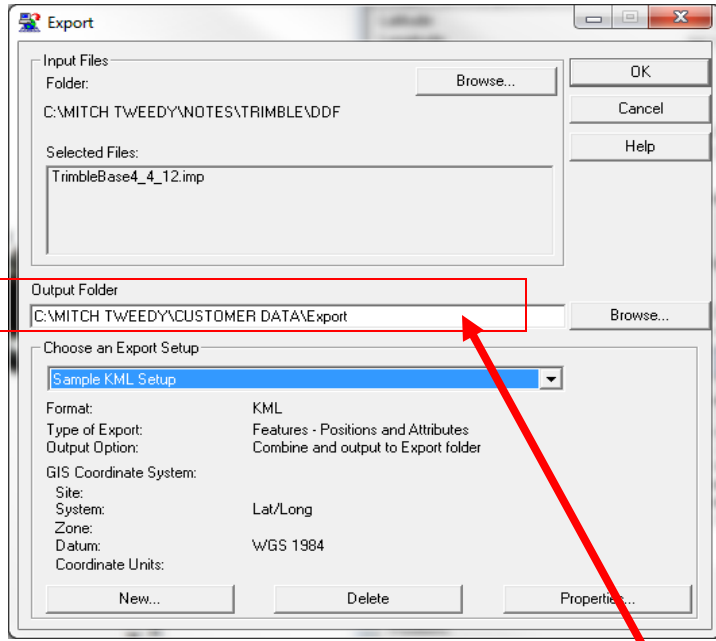 Export
Input Files
Folder:
Browse...
C:\MITCH TWEEDY\NOTES\TRIMBLE\DDF
Selected Files:
TrimbleBase4_4_12.imp
OK
Cancel
Help
Output Folder
C:\MITCH TWEEDY\CUSTOMER DATA\Export
Browse...
Choose an Export Setup
Sample KML Setup
Format: KML
Type of Export: Features - Positions and Attributes
Output Option: Combine and output to Export folder
GIS Coordinate System:
Site:
System: Lat/Long
Zone:
Datum: WGS 1984
Coordinate Units:
New...
Delete
Properties...